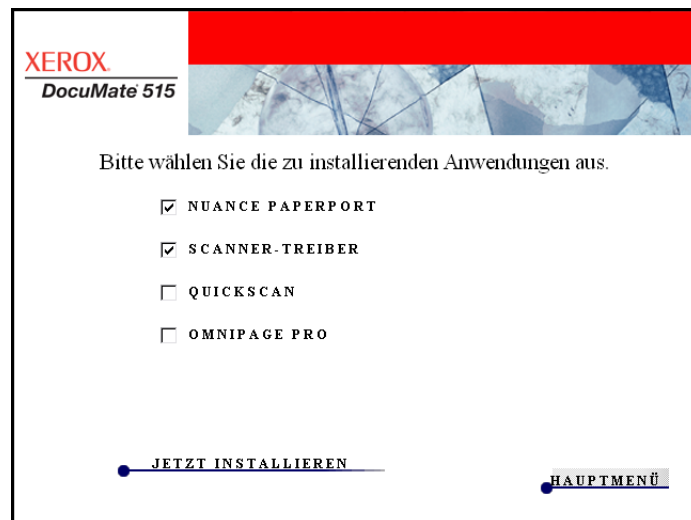 XEROX
DocuMate 515
Bitte wählen Sie die zu installierenden Anwendungen aus.
NUANCE PAPERPORT
SCANNER-TREIBER
QUICKSCAN
OMNIPAGE PRO
JETZT INSTALLIEREN
HAUPTMENÜ